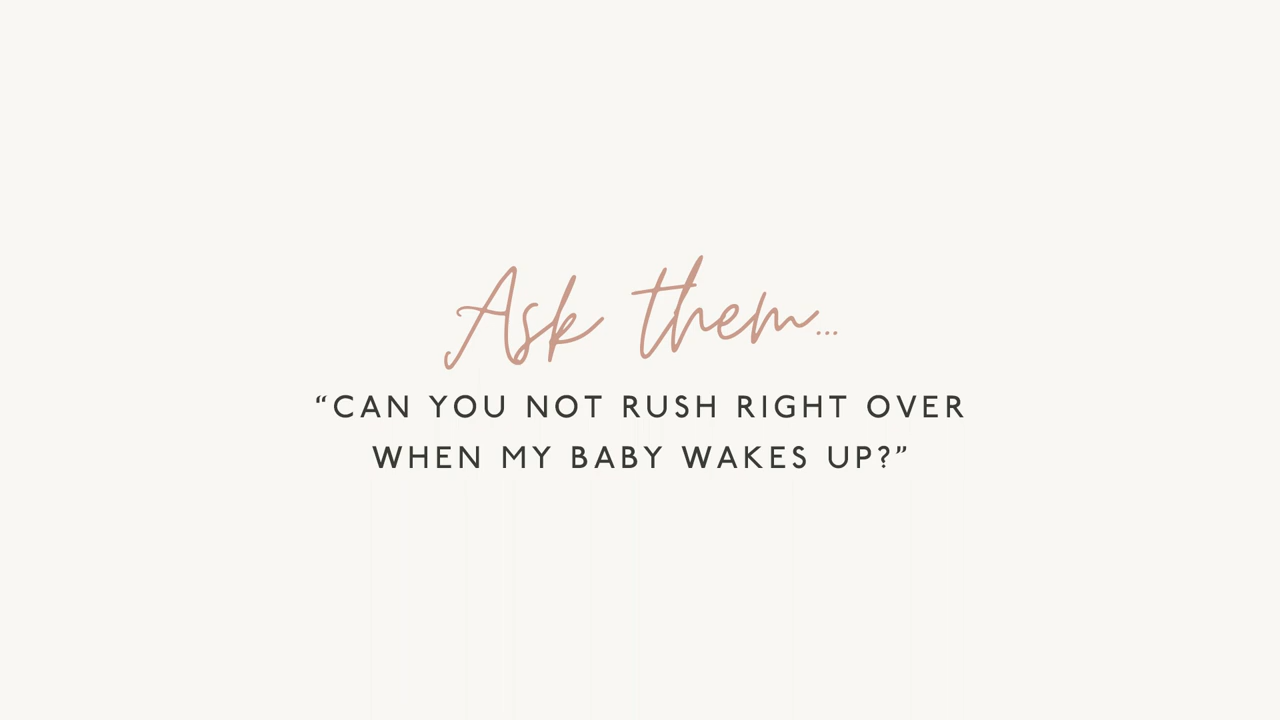 Ask them...
“CAN YOU NOT RUSH RIGHT OVER
WHEN MY BABY WAKES UP?”